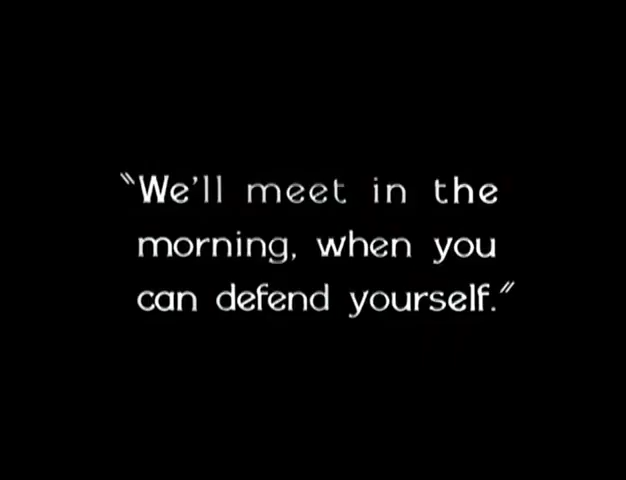 "We'll meet in the
morning, when you
can defend yourself."